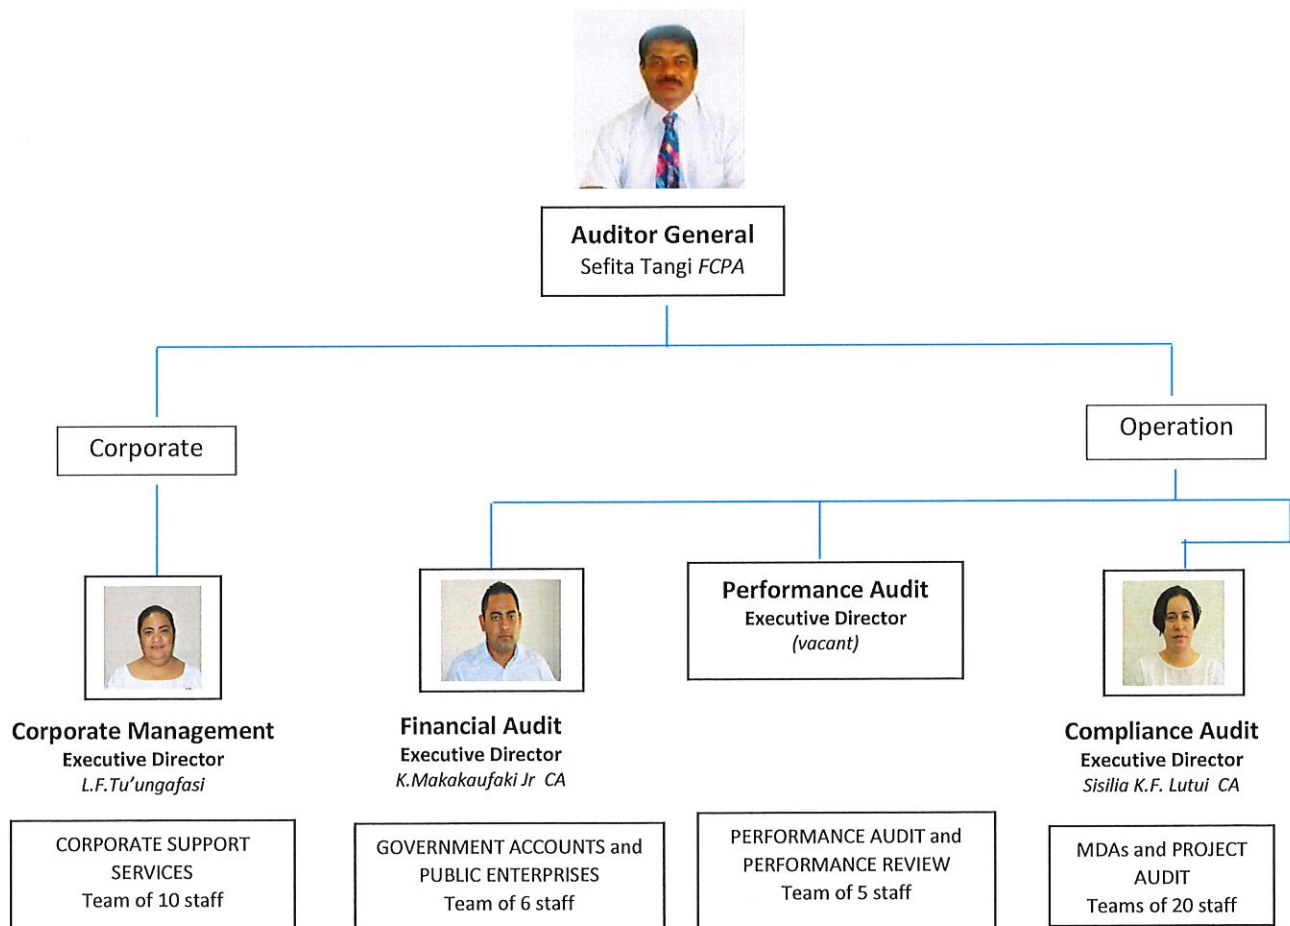 Auditor General
Sefita Tangi FCPA
Corporate
Operation
Performance Audit
Executive Director
(vacant)
Corporate Management
Executive Director
L.F.Tu'ungafasi
Financial Audit
Executive Director
K.Makakaufaki Jr CA
Compliance Audit
Executive Director
Sisilia K.F. Lutui CA
CORPORATE SUPPORT
SERVICES
Team of 10 staff
GOVERNMENT ACCOUNTS and
PUBLIC ENTERPRISES
Team of 6 staff
PERFORMANCE AUDIT and
PERFORMANCE REVIEW
Team of 5 staff
MDAs and PROJECT
AUDIT
Teams of 20 staff